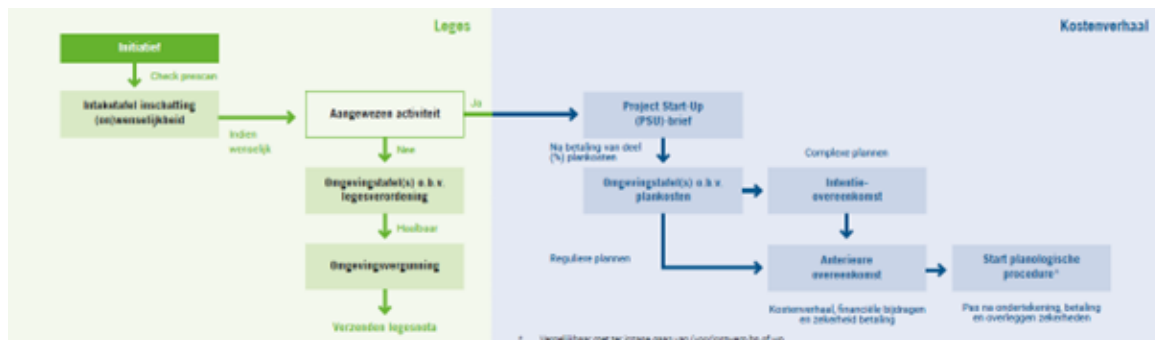 Leges
Kostenverhaal
Initiatief
Check prescan
Intaketafel inschatting
(on)wenselijkheid
Indien
wenselijk
Aangewezen activiteit
Ja
Nee
Omgevingstafel(s) o.b.v.
legesverordening
Haalbaar
Omgevingsvergunning
Verzenden legesnota
Project Start-Up
(PSU)-brief
Na betaling van deel
(%) plankosten
Omgevingstafel(s) o.b.v.
plankosten
Complexe plannen
Intentie-
overeenkomst
Reguliere plannen
Anterieure
overeenkomst
Kostenverhaal, financiële bijdragen
en zekerheid betaling
Start planologische
procedure*
Pas na ondertekening, betaling
en overleggen zekerheden